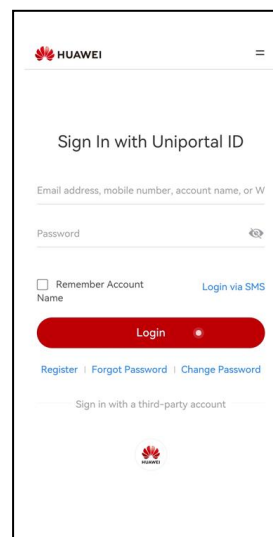 HUAWEI
Sign In with Uniportal ID
Email address, mobile number, account name, or W
Password
Remember Account
Name
Login via SMS
Login
Register | Forgot Password | Change Password
Sign in with a third-party account
HUAWEI